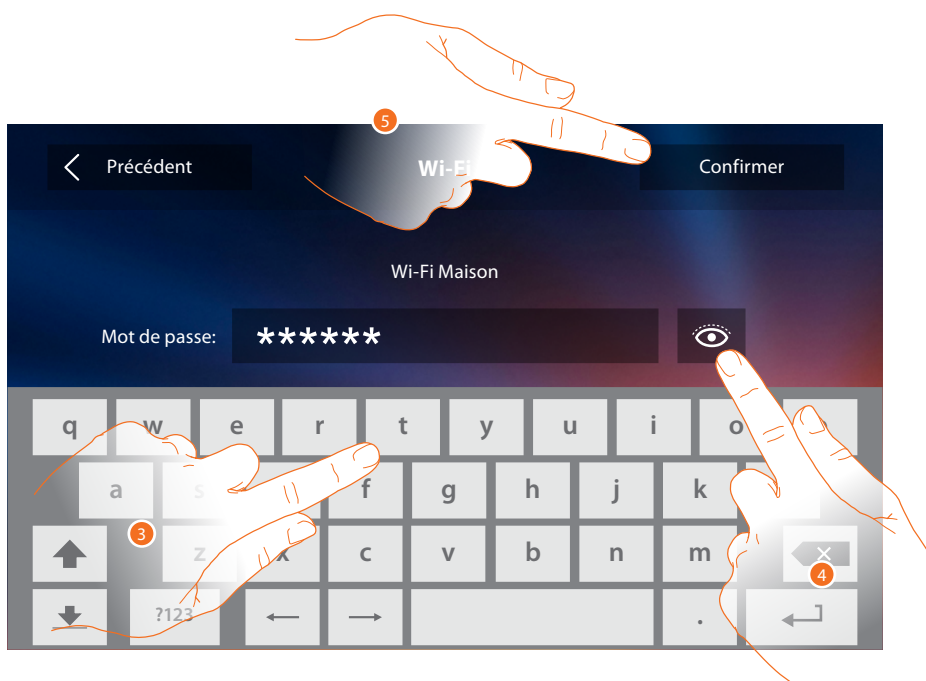 5
Précédent
Wi-Fi
Confirmer
Wi-Fi Maison
Mot de passe:
******
q w e r t y u i o
a s f g h j k
3
z x c v b n m
4
?123
.